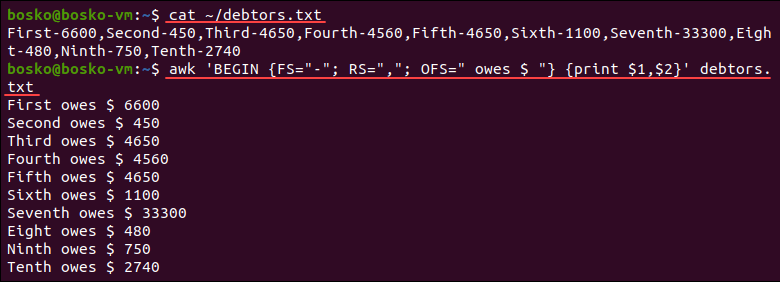 bosko@bosko-vm:~$ cat ~/debtors.txt
First-6600,Second-450,Third-4650,Fourth-4560,Fifth-4650,Sixth-1100,Seventh-33300,Eigh
t-480,Ninth-750,Tenth-2740
bosko@bosko-vm:~$ awk 'BEGIN {FS="-"; RS=","; OFS=" owes $ "} {print $1,$2}' debtors.
txt
First owes $ 6600
Second owes $ 450
Third owes $ 4650
Fourth owes $ 4560
Fifth owes $ 4650
Sixth owes $ 1100
Seventh owes $ 33300
Eight owes $ 480
Ninth owes $ 750
Tenth owes $ 2740